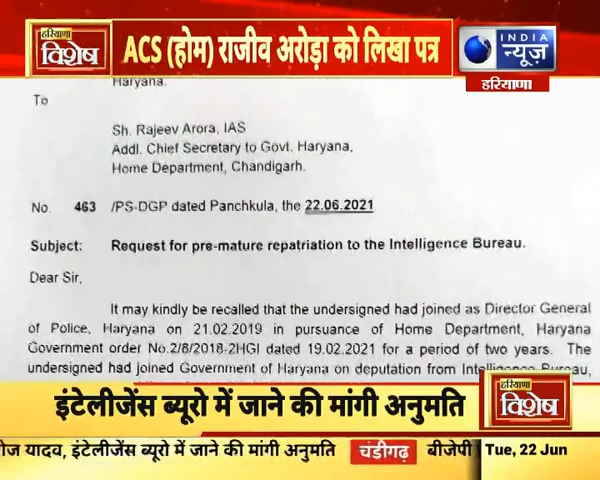 हरियाणा
विशेष
ACS (होम) राजीव अरोड़ा को लिखा पत्र
INDIA
न्यूज़
हरियाणा
Haryana.
To
Sh. Rajeev Arora, IAS
Addl. Chief Secretary to Govt. Haryana,
Home Department, Chandigarh.
No. 463 /PS-DGP dated Panchkula, the 22.06.2021
Subject: Request for pre-mature repatriation to the Intelligence Bureau.
Dear Sir,
It may kindly be recalled that the undersigned had joined as Director General
of Police, Haryana on 21.02.2019 in pursuance of Home Department, Haryana
Government order No.2/8/2018-2HGI dated 19.02.2021 for a period of two years. The
undersigned had joined Government of Haryana on deputation from Intelligence Bureau,
इंटेलीजेंस ब्यूरो में जाने की मांगी अनुमति
हरियाणा
विशेष
ोज यादव, इंटेलीजेंस ब्यूरो में जाने की मांगी अनुमति चंडीगढ़ बीजेपी Tue, 22 Jun